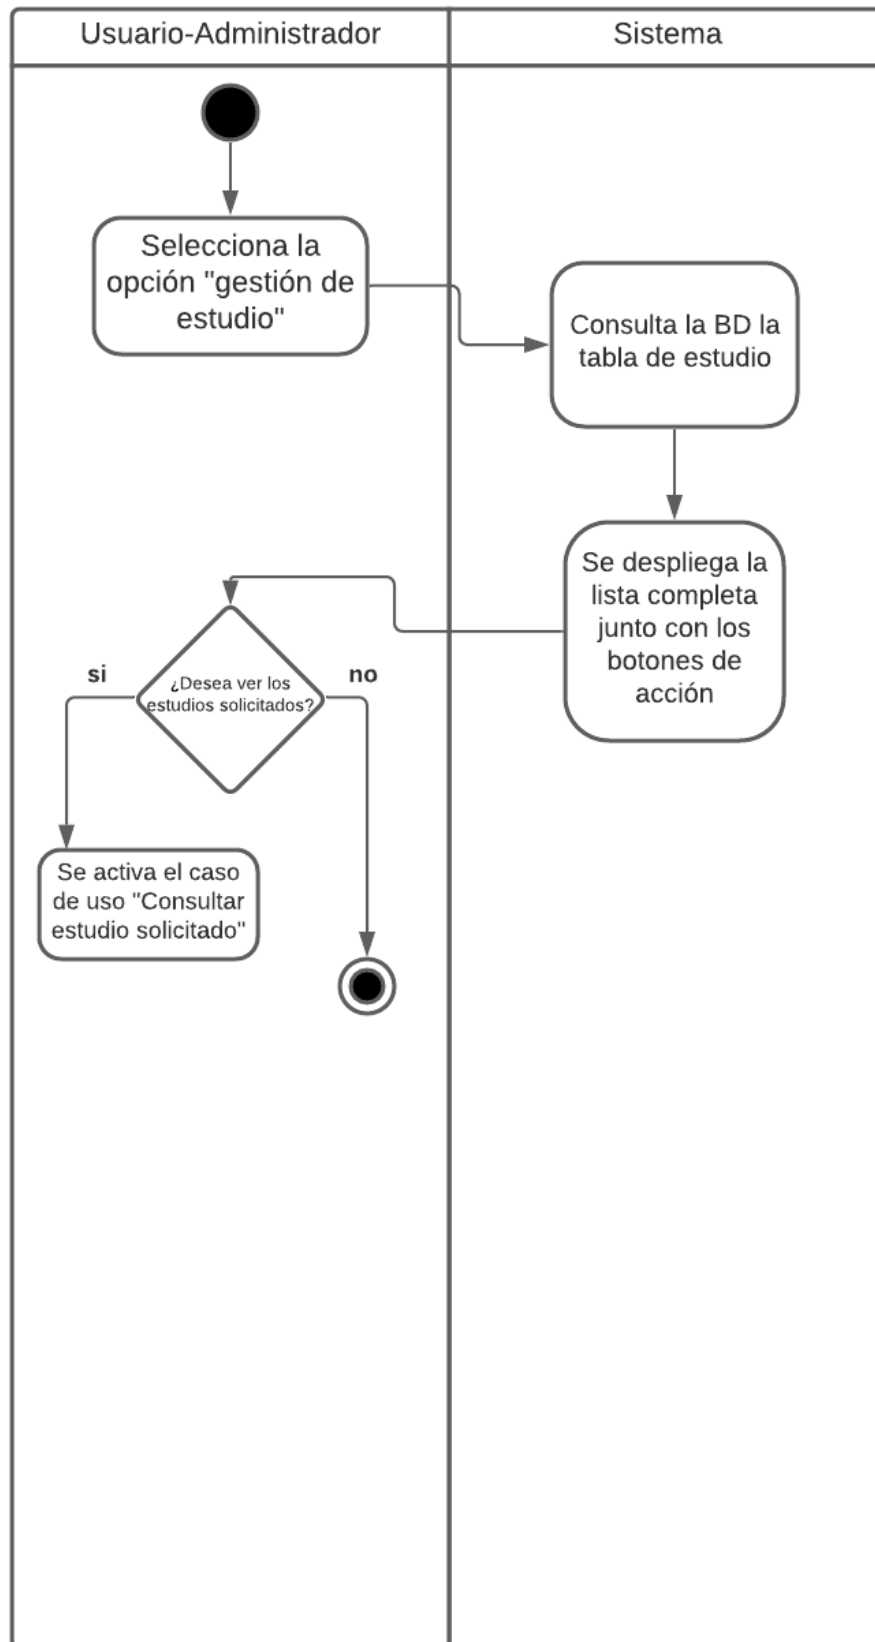 Usuario-Administrador
Sistema
Selecciona la
opción "gestión de
estudio"
Consulta la BD la
tabla de estudio
Se despliega la
lista completa
junto con los
botones de
acción
¿Desea ver los
estudios solicitados?
si
no
Se activa el caso
de uso "Consultar
estudio solicitado"